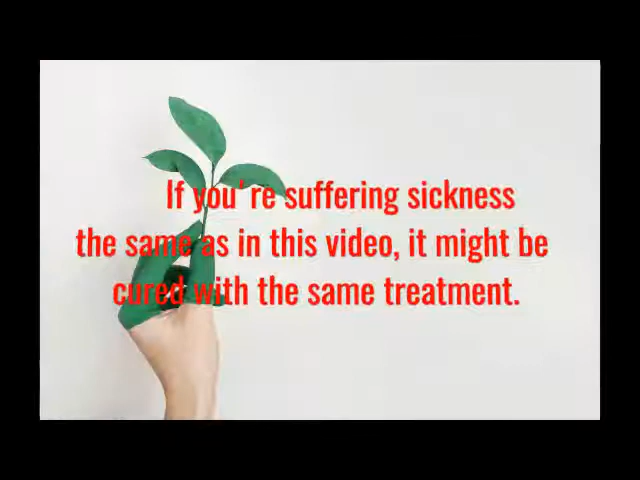 If you're suffering sickness
the same as in this video, it might be
cured with the same treatment.